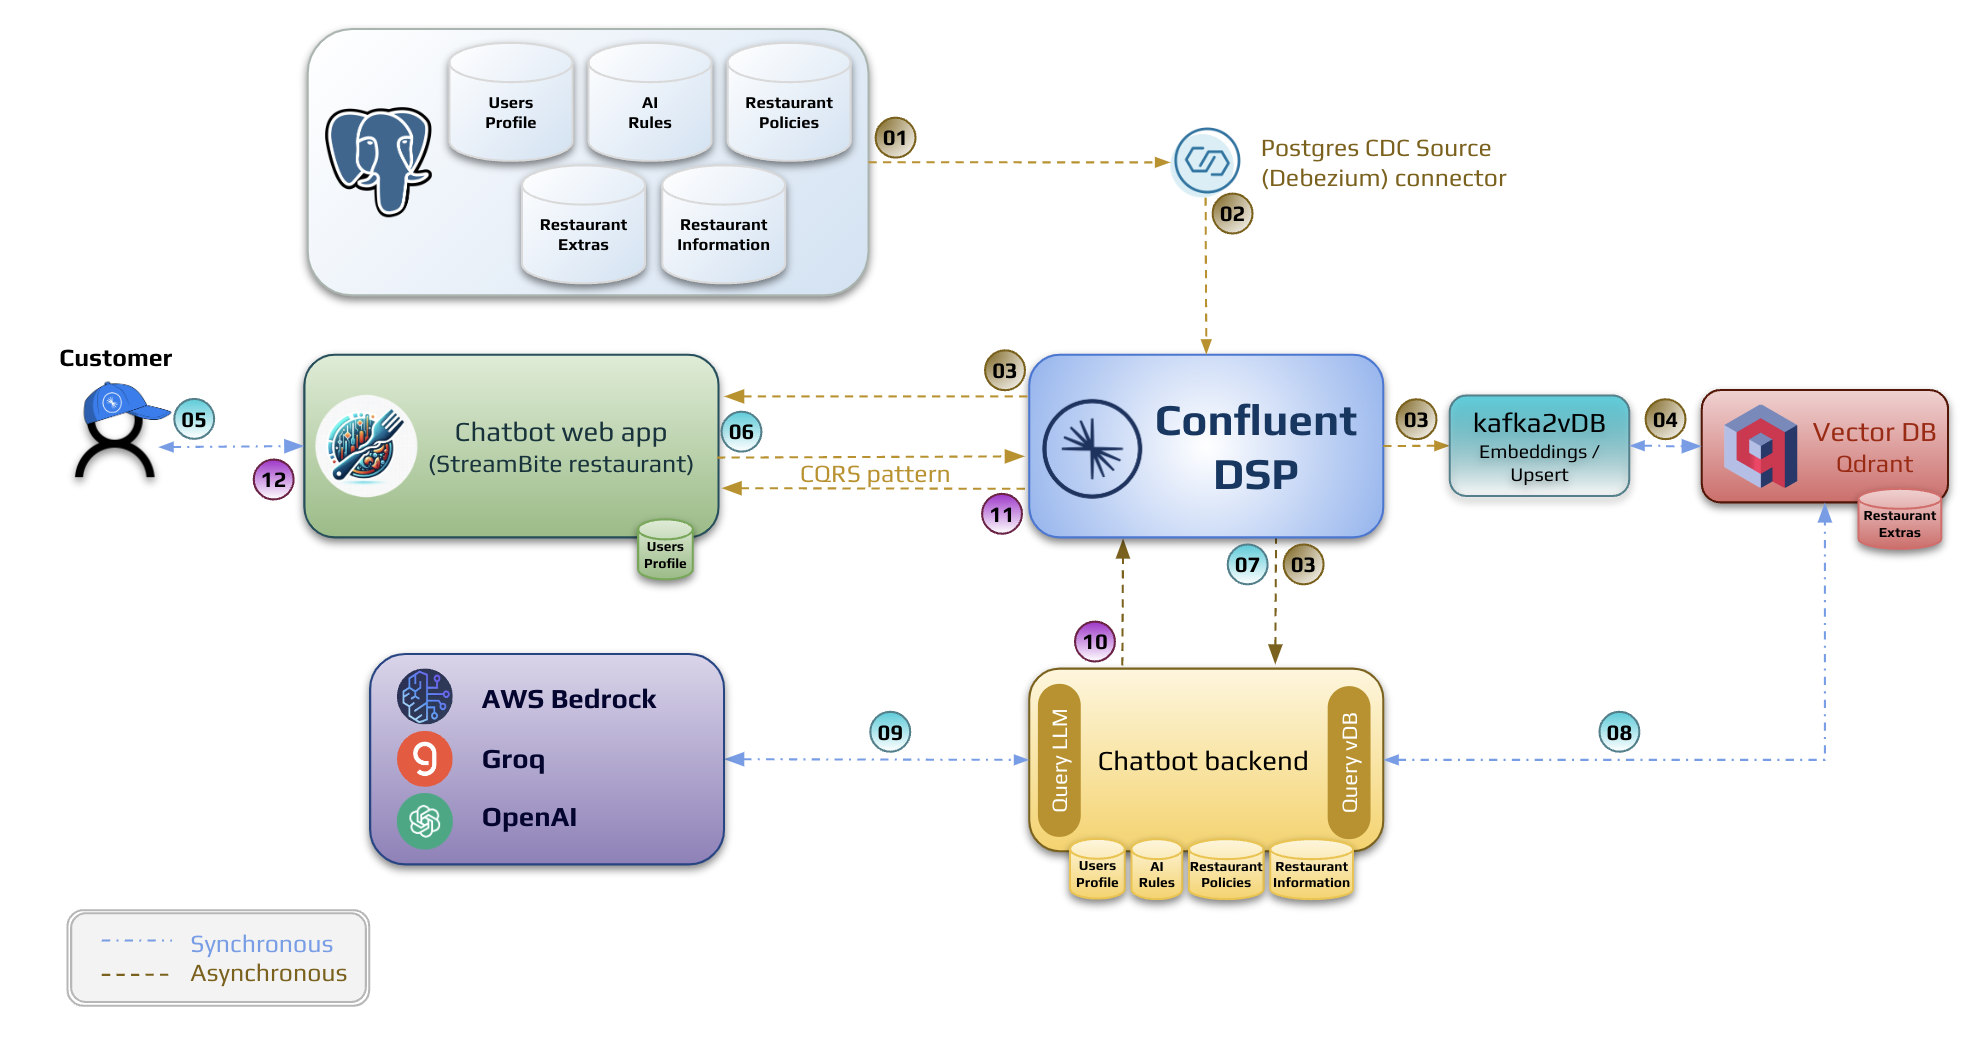 Users
Profile
AI
Rules
Restaurant
Policies
Restaurant
Extras
Restaurant
Information
01
Postgres CDC Source
(Debezium) connector
02
Customer
05
12
Chatbot web app
(StreamBite restaurant)
Users
Profile
03
06
CQRS pattern
11
Confluent
DSP
03
kafka2vDB
Embeddings /
Upsert
04
Vector DB
Qdrant
Restaurant
Extras
07
03
10
AWS Bedrock
Groq
OpenAI
09
Query LLM
Chatbot backend
Query vDB
08
Users
Profile
AI
Rules
Restaurant
Policies
Restaurant
Information
Synchronous
Asynchronous